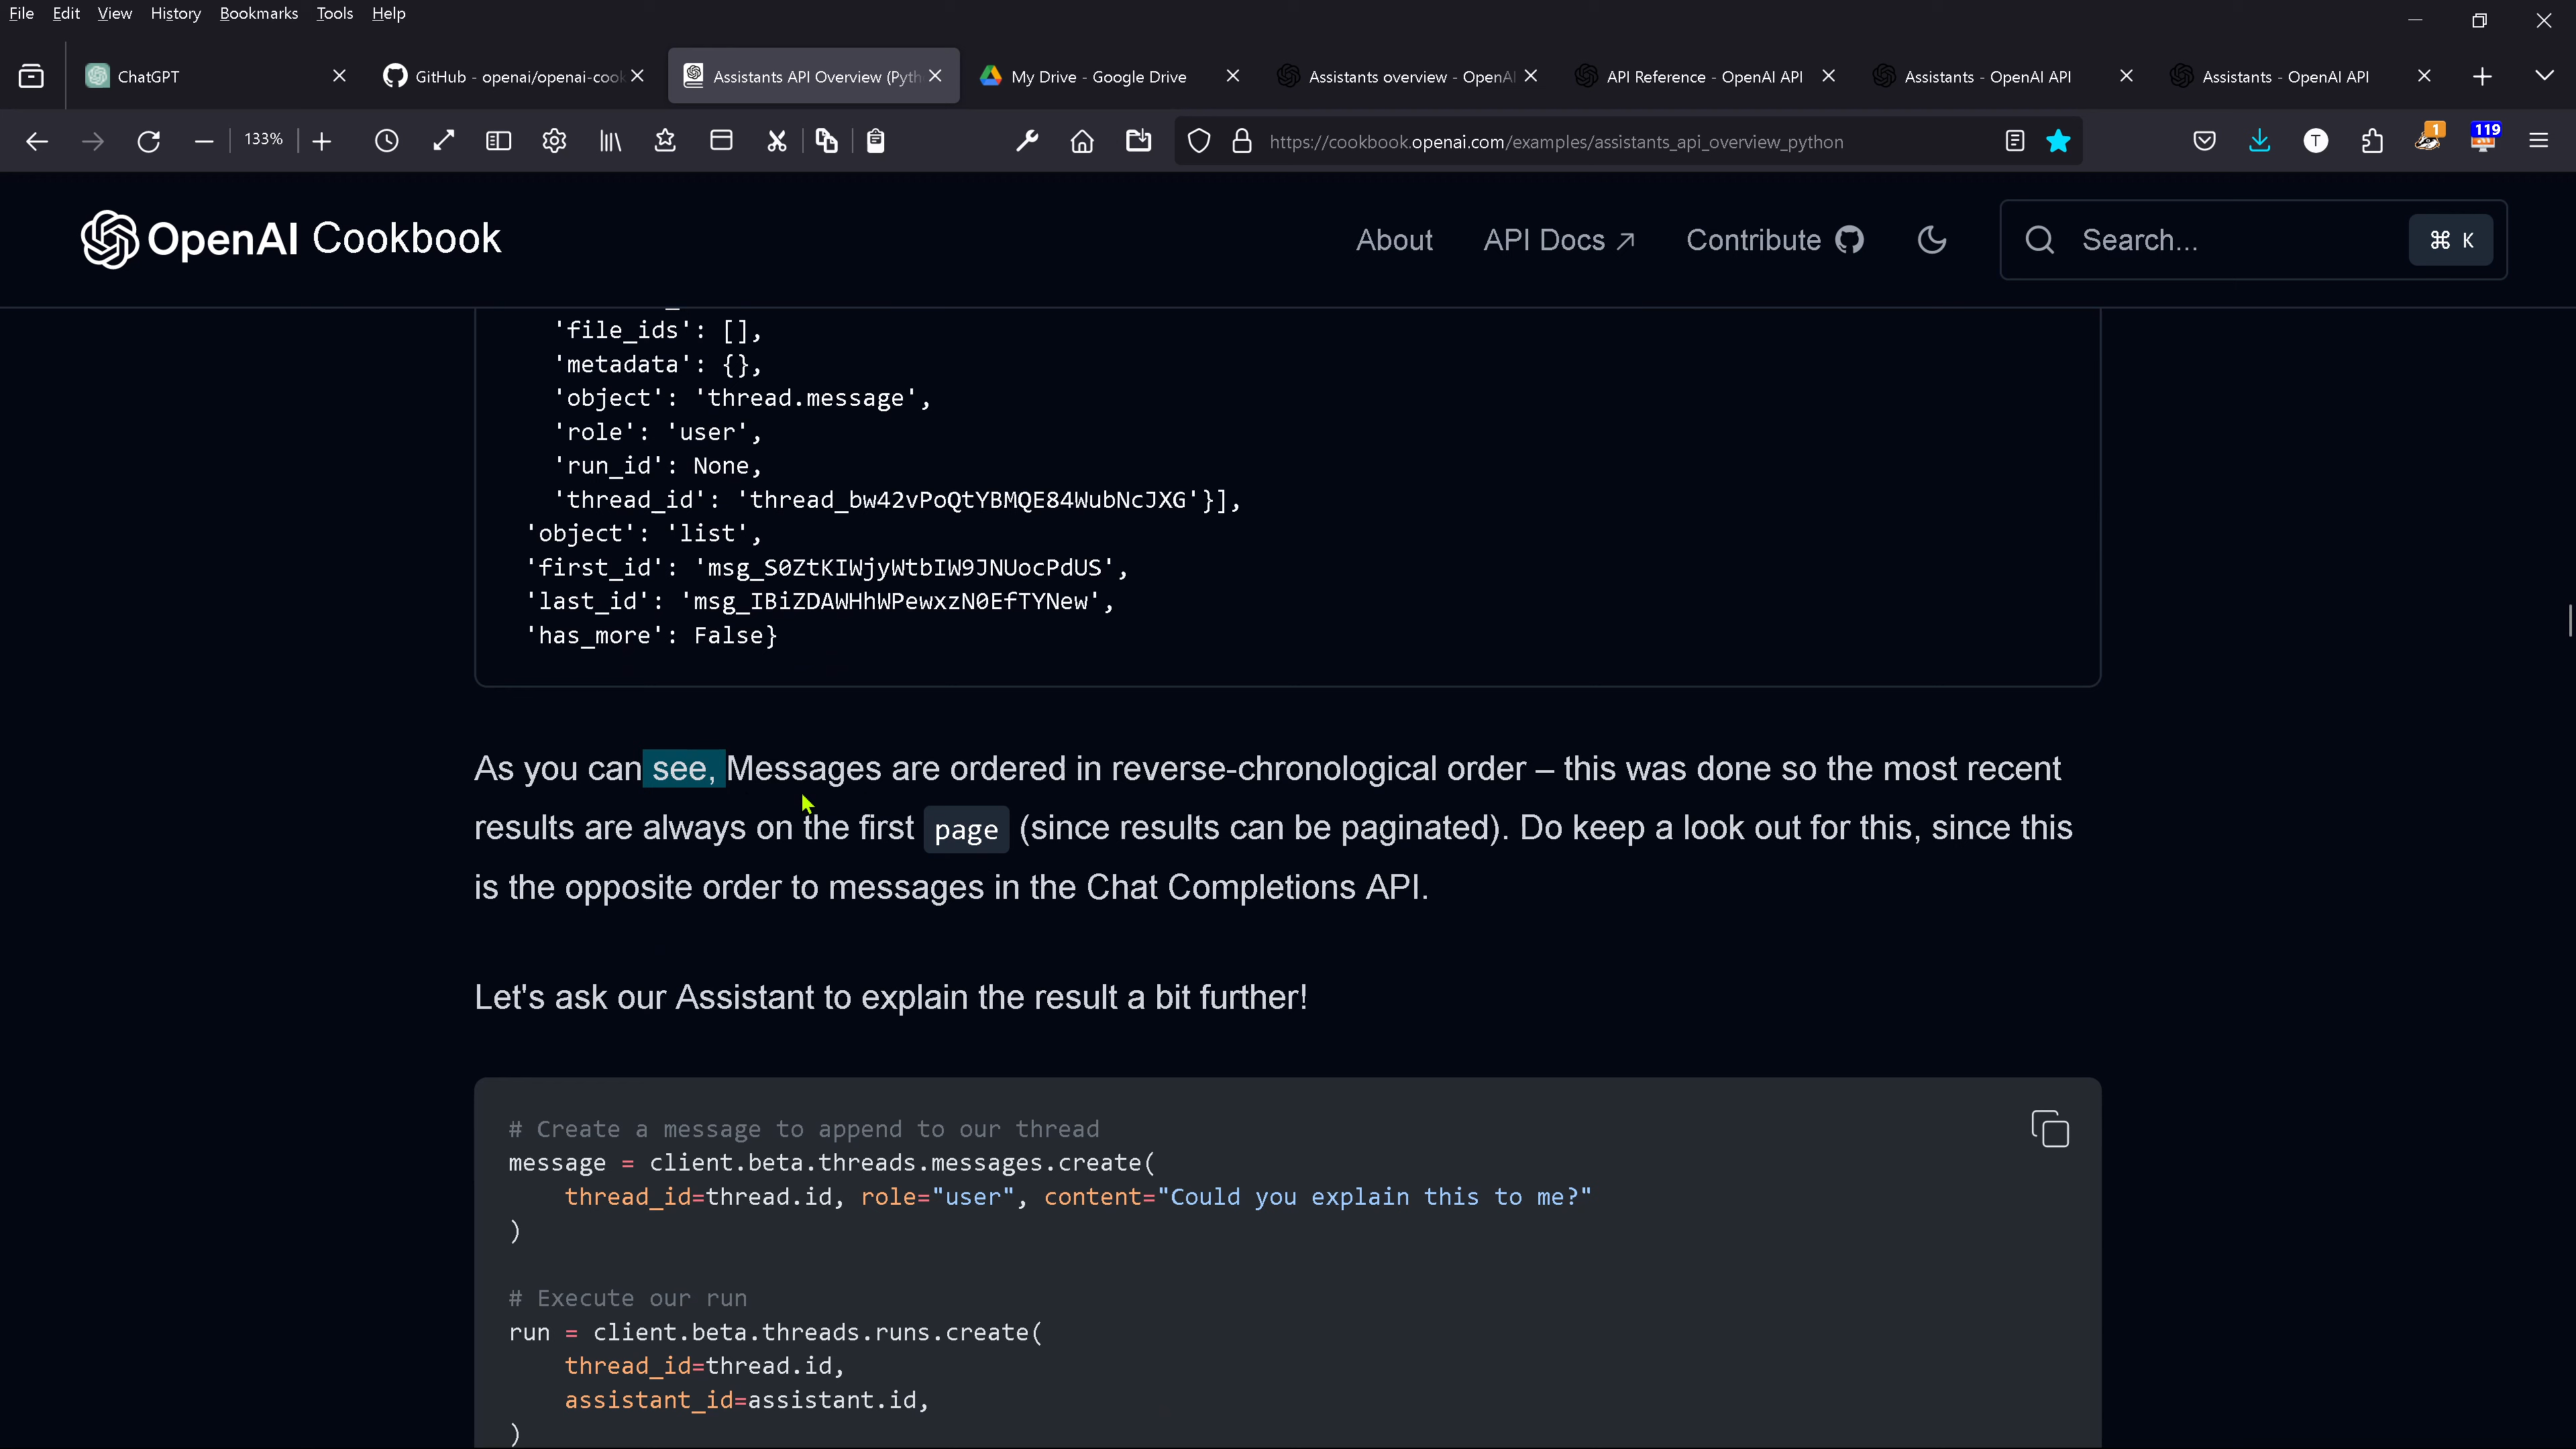 File Edit View History Bookmarks Tools Help
ChatGPT
GitHub - openai/openai-cook
Assistants API Overview (Pyth
My Drive - Google Drive
Assistants overview - OpenAI
API Reference - OpenAI API
Assistants - OpenAI API
Assistants - OpenAI API
133%
https://cookbook.openai.com/examples/assistants_api_overview_python
T
1
119
OpenAI Cookbook
About
API Docs
Contribute
Search...
⌘ K
'file_ids': [],
'metadata': {},
'object': 'thread.message',
'role': 'user',
'run_id': None,
'thread_id': 'thread_bw42vPoQtYBMQE84WubNcJXG'}],
'object': 'list',
'first_id': 'msg_S0ZtKIWjyWtbIW9JNUocPdUS',
'last_id': 'msg_IBiZDAWHhWPewxzN0EfTYNew',
'has_more': False}
As you can see, Messages are ordered in reverse-chronological order – this was done so the most recent
results are always on the first page (since results can be paginated). Do keep a look out for this, since this
is the opposite order to messages in the Chat Completions API.
Let's ask our Assistant to explain the result a bit further!
# Create a message to append to our thread
message = client.beta.threads.messages.create(
thread_id=thread.id, role="user", content="Could you explain this to me?"
)
# Execute our run
run = client.beta.threads.runs.create(
thread_id=thread.id,
assistant_id=assistant.id,
)